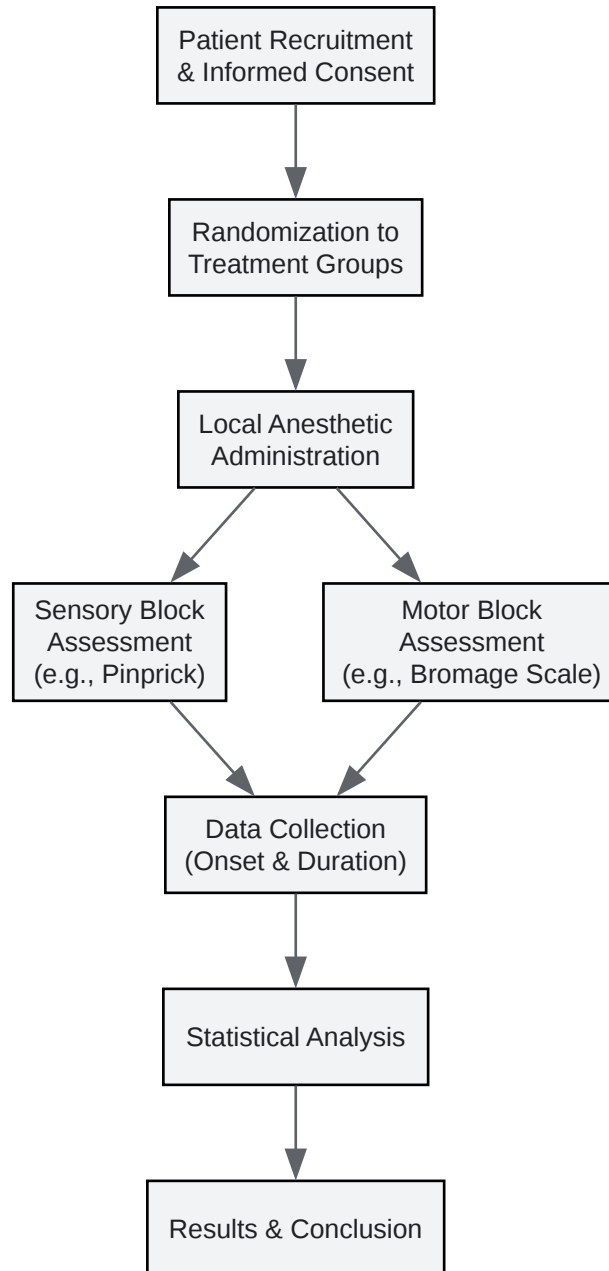 Patient Recruitment
& Informed Consent
Randomization to
Treatment Groups
Local Anesthetic
Administration
Sensory Block
Assessment
(e.g., Pinprick)
Motor Block
Assessment
(e.g., Bromage Scale)
Data Collection
(Onset & Duration)
Statistical Analysis
Results & Conclusion